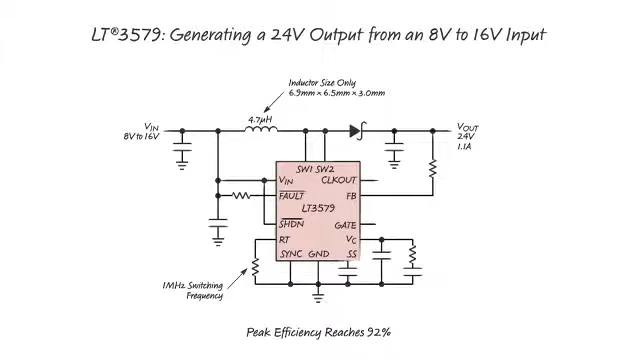 LT®3579: Generating a 24V Output from an 8V to 16V Input
Inductor Size Only
6.9mm × 6.5mm × 3.0mm
4.7µH
VIN
8V to 16V
VOUT
24V
1.1A
SW1 SW2
VIN
CLKOUT
FAULT
FB
LT3579
SHDN
GATE
RT
VC
SYNC GND SS
1MHz Switching
Frequency
Peak Efficiency Reaches 92%